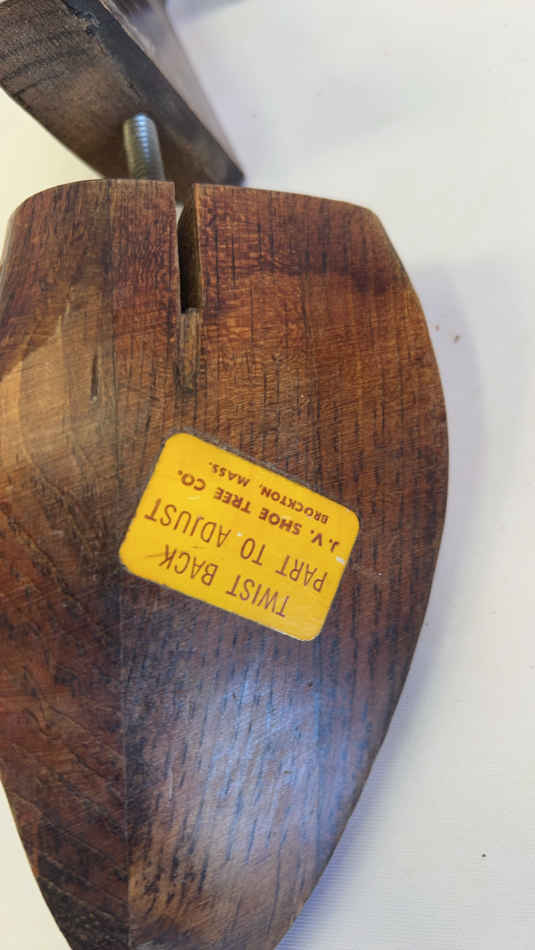 TWIST BACK
PART TO ADJUST
J. V. SHOE TREE CO.
BROCKTON, MASS.